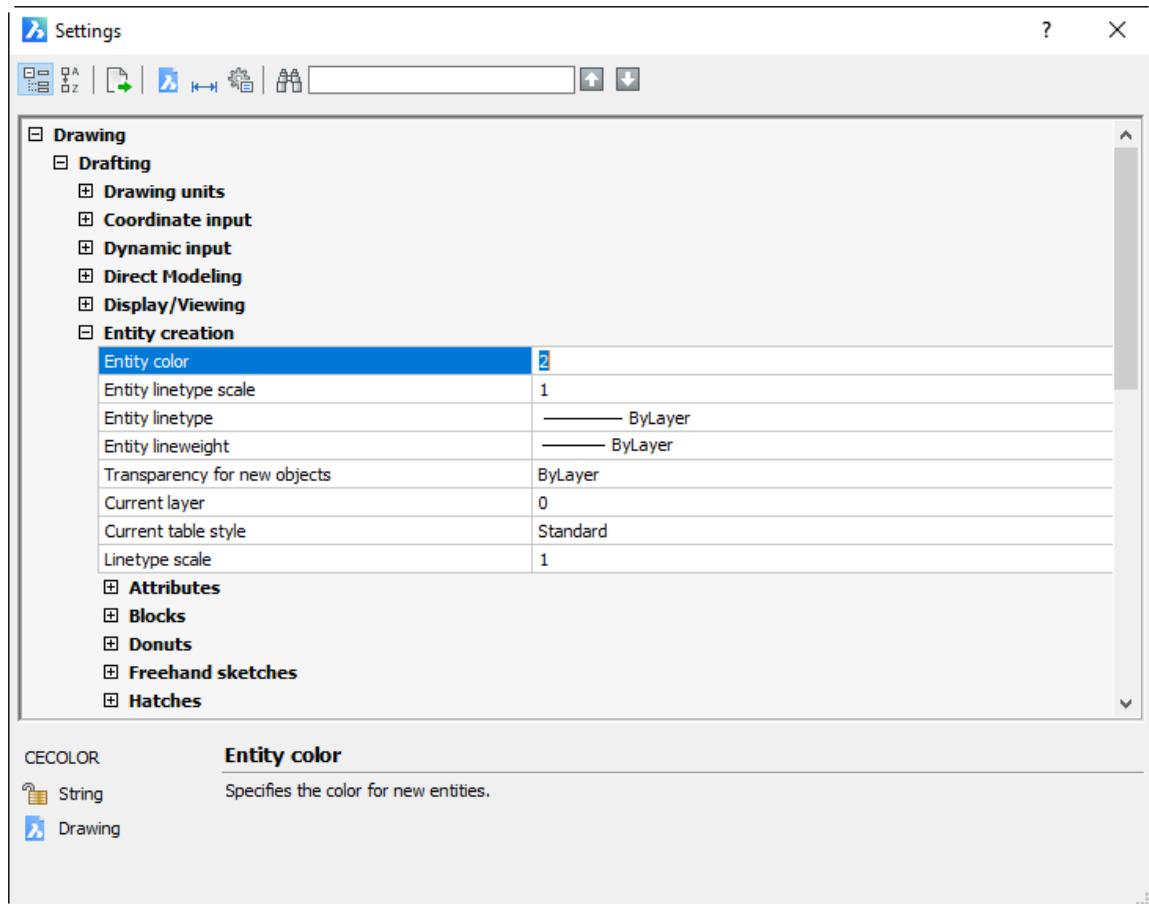 Settings
?
Drawing
Drafting
Drawing units
Coordinate input
Dynamic input
Direct Modeling
Display/Viewing
Entity creation
Entity color 2
Entity linetype scale 1
Entity linetype ByLayer
Entity lineweight ByLayer
Transparency for new objects ByLayer
Current layer 0
Current table style Standard
Linetype scale 1
Attributes
Blocks
Donuts
Freehand sketches
Hatches
CECOLOR Entity color
String Specifies the color for new entities.
Drawing